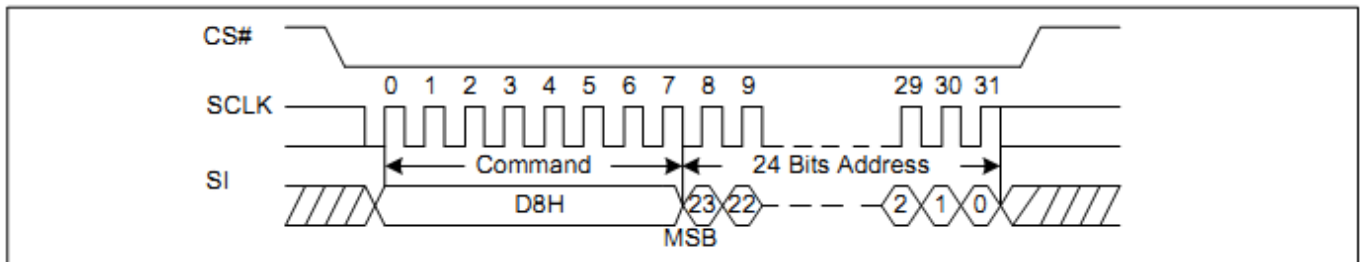 CS#
0 1 2 3 4 5 6 7 8 9 29 30 31
SCLK
Command 24 Bits Address
SI
D8H 23 22 2 1 0
MSB